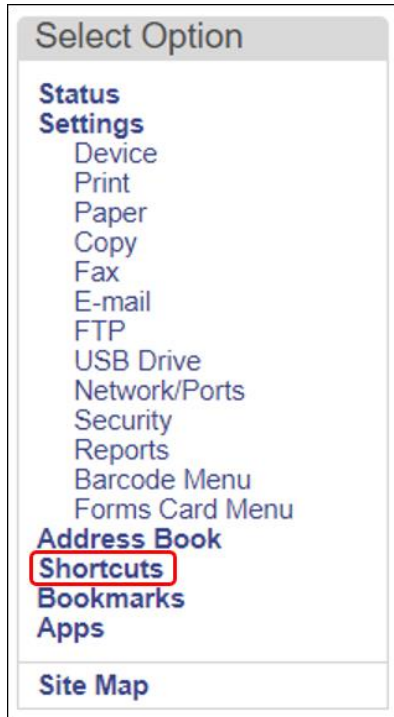 Select Option
Status
Settings
Device
Print
Paper
Copy
Fax
E-mail
FTP
USB Drive
Network/Ports
Security
Reports
Barcode Menu
Forms Card Menu
Address Book
Shortcuts
Bookmarks
Apps
Site Map